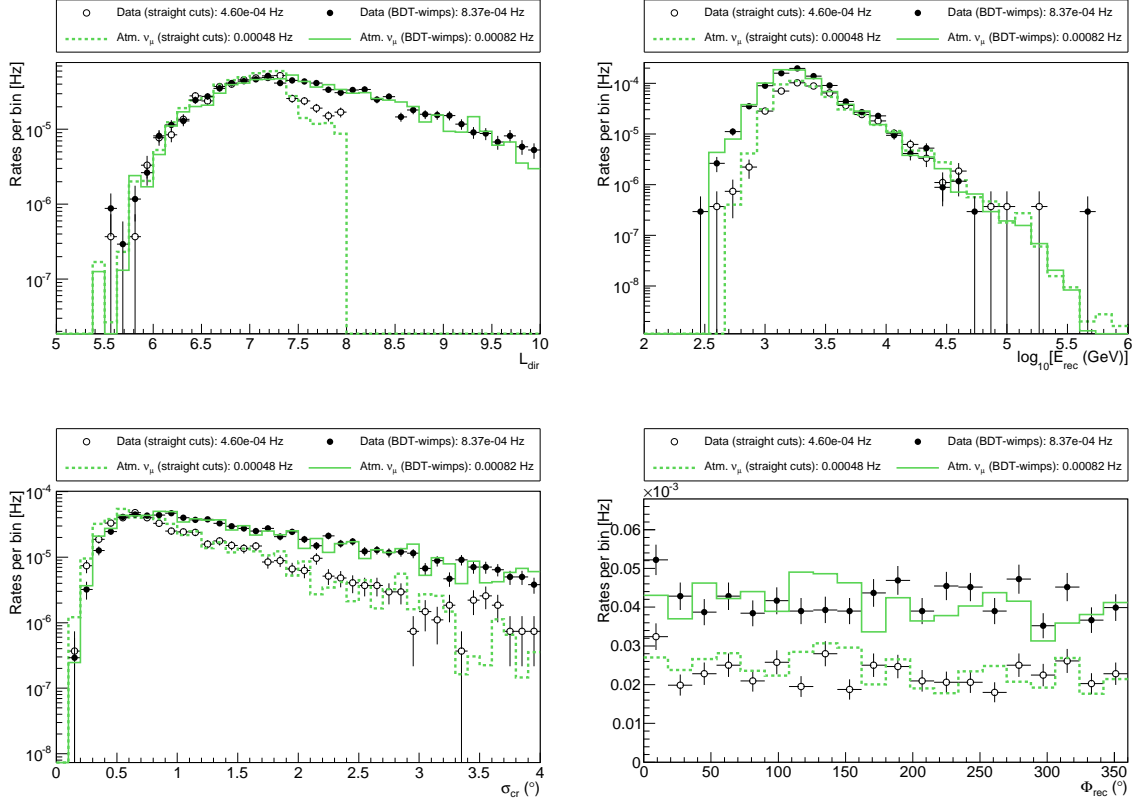 Data (straight cuts): 4.60e-04 Hz Data (BDT-wimps): 8.37e-04 Hz
Atm. νμ (straight cuts): 0.00048 Hz Atm. νμ (BDT-wimps): 0.00082 Hz
Rates per bin [Hz]
10^-5
10^-6
10^-7
5 5.5 6 6.5 7 7.5 8 8.5 9 9.5 10
L_dir
Data (straight cuts): 4.60e-04 Hz Data (BDT-wimps): 8.37e-04 Hz
Atm. νμ (straight cuts): 0.00048 Hz Atm. νμ (BDT-wimps): 0.00082 Hz
Rates per bin [Hz]
10^-4
10^-5
10^-6
10^-7
10^-8
2 2.5 3 3.5 4 4.5 5 5.5 6
log10[E_rec (GeV)]
Data (straight cuts): 4.60e-04 Hz Data (BDT-wimps): 8.37e-04 Hz
Atm. νμ (straight cuts): 0.00048 Hz Atm. νμ (BDT-wimps): 0.00082 Hz
Rates per bin [Hz]
10^-4
10^-5
10^-6
10^-7
10^-8
0 0.5 1 1.5 2 2.5 3 3.5 4
σ_cr (°)
Data (straight cuts): 4.60e-04 Hz Data (BDT-wimps): 8.37e-04 Hz
Atm. νμ (straight cuts): 0.00048 Hz Atm. νμ (BDT-wimps): 0.00082 Hz
×10^-3
Rates per bin [Hz]
0.06
0.05
0.04
0.03
0.02
0.01
0
0 50 100 150 200 250 300 350
Φ_rec (°)